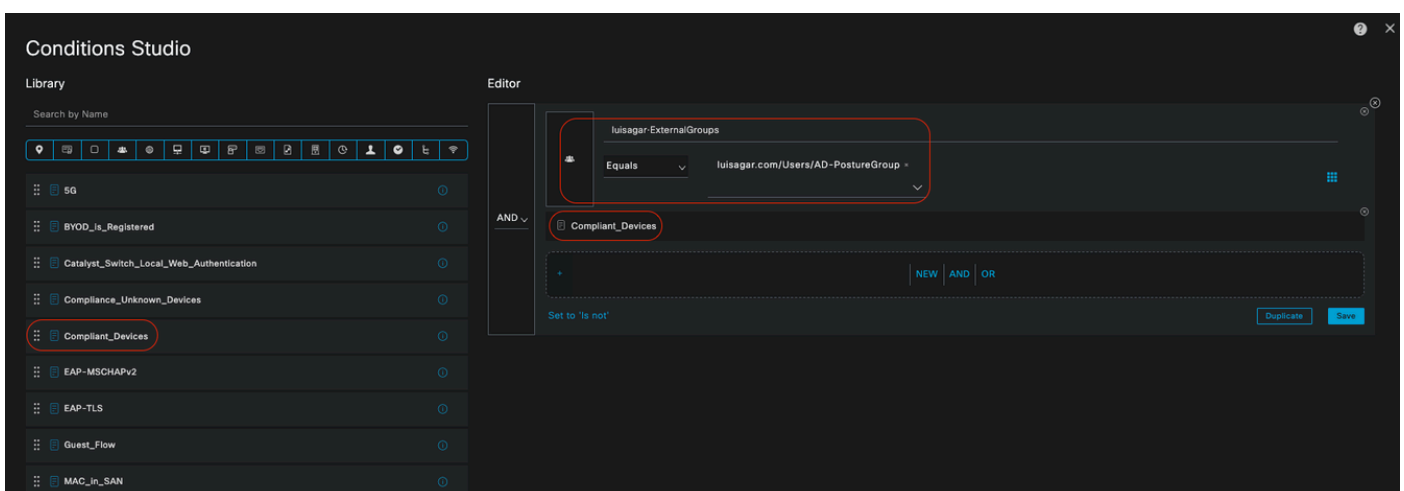 Conditions Studio
Library
Search by Name
5G
BYOD_is_Registered
Catalyst_Switch_Local_Web_Authentication
Compliance_Unknown_Devices
Compliant_Devices
EAP-MSCHAPv2
EAP-TLS
Guest_Flow
MAC_in_SAN
Editor
luisagar·ExternalGroups
Equals
luisagar.com/Users/AD-PostureGroup ×
AND
Compliant_Devices
+ NEW AND OR
Set to 'Is not'
Duplicate Save